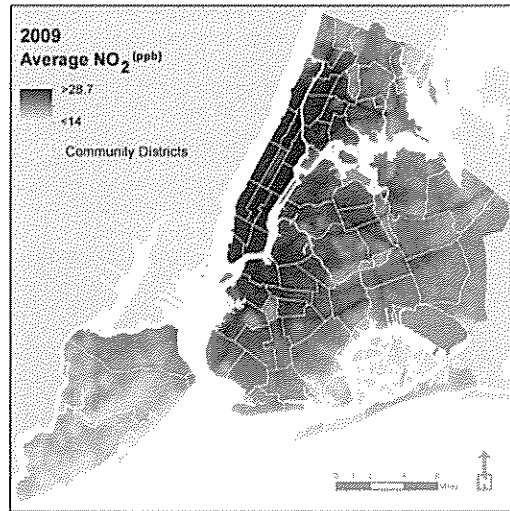 2009
Average NO2 (ppb)
>28.7
<14
Community Districts
Miles
N